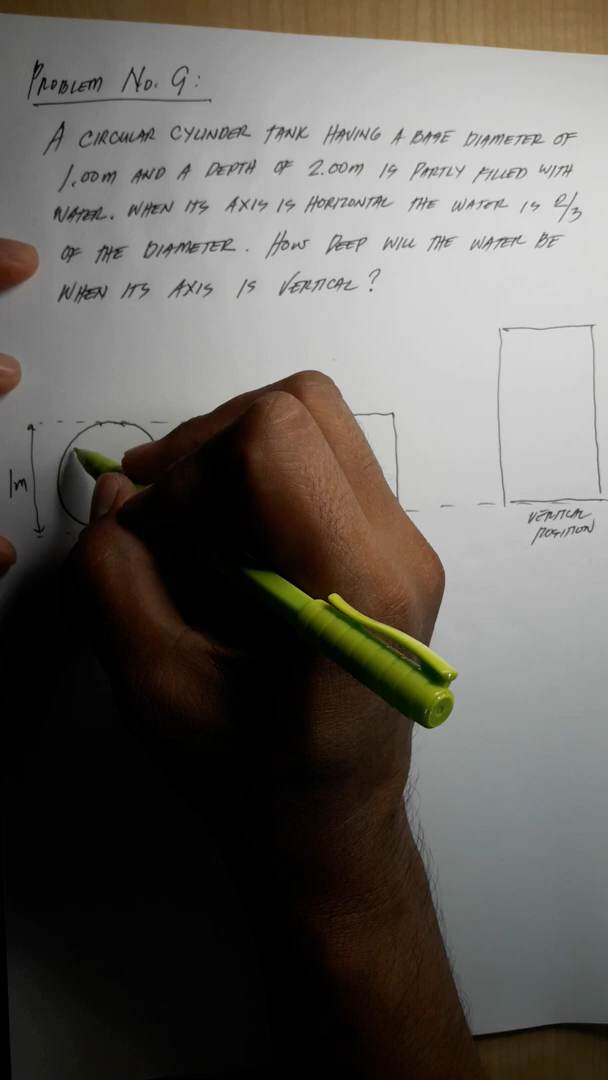 PROBLEM NO. 9:
A CIRCULAR CYLINDER TANK HAVING A BASE DIAMETER OF
1.00M AND A DEPTH OF 2.00M IS PARTLY FILLED WITH
WATER. WHEN ITS AXIS IS HORIZONTAL THE WATER IS 2/3
OF THE DIAMETER. HOW DEEP WILL THE WATER BE
WHEN ITS AXIS IS VERTICAL?
1M
VERTICAL
POSITION